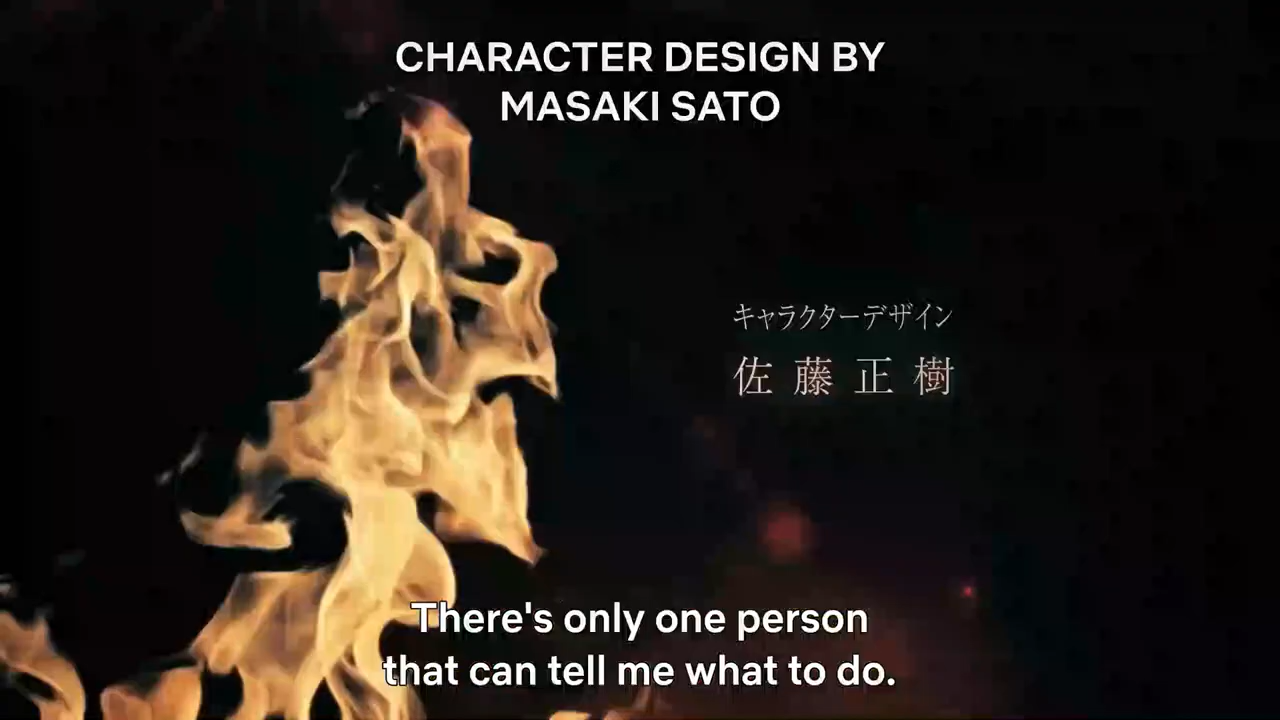 CHARACTER DESIGN BY
MASAKI SATO
キャラクターデザイン
佐藤正樹
There's only one person
that can tell me what to do.